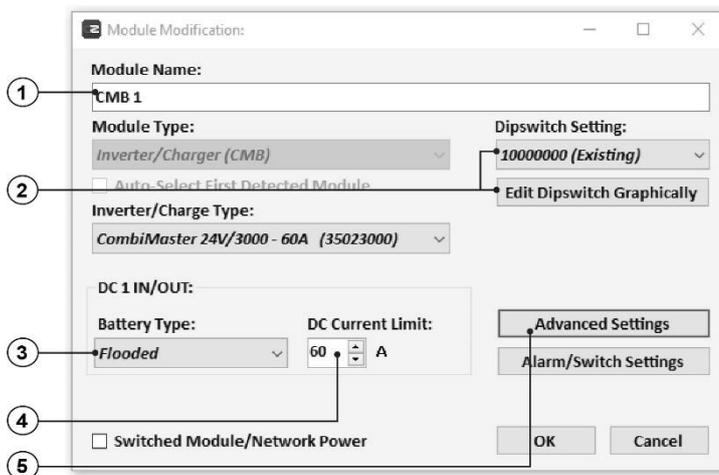 Module Modification:
Module Name:
1
CMB 1
Module Type:
Dipswitch Setting:
Inverter/Charger (CMB)
10000000 (Existing)
2
Auto-Select First Detected Module
Edit Dipswitch Graphically
Inverter/Charge Type:
CombiMaster 24V/3000 - 60A (35023000)
DC 1 IN/OUT:
Battery Type:
DC Current Limit:
Advanced Settings
3
Flooded
60
A
Alarm/Switch Settings
4
Switched Module/Network Power
OK
Cancel
5